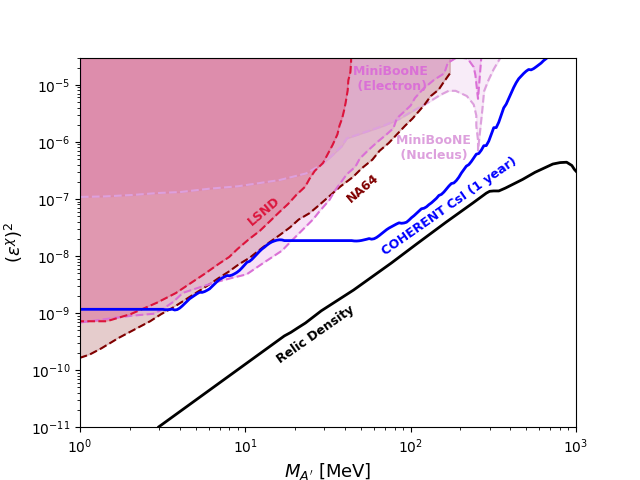 10⁻⁵
10⁻⁶
10⁻⁷
10⁻⁸
10⁻⁹
10⁻¹⁰
10⁻¹¹
(εᵡ)²
MiniBooNE
(Electron)
MiniBooNE
(Nucleus)
LSND
NA64
COHERENT CsI (1 year)
Relic Density
10⁰ 10¹ 10² 10³
M_A′ [MeV]